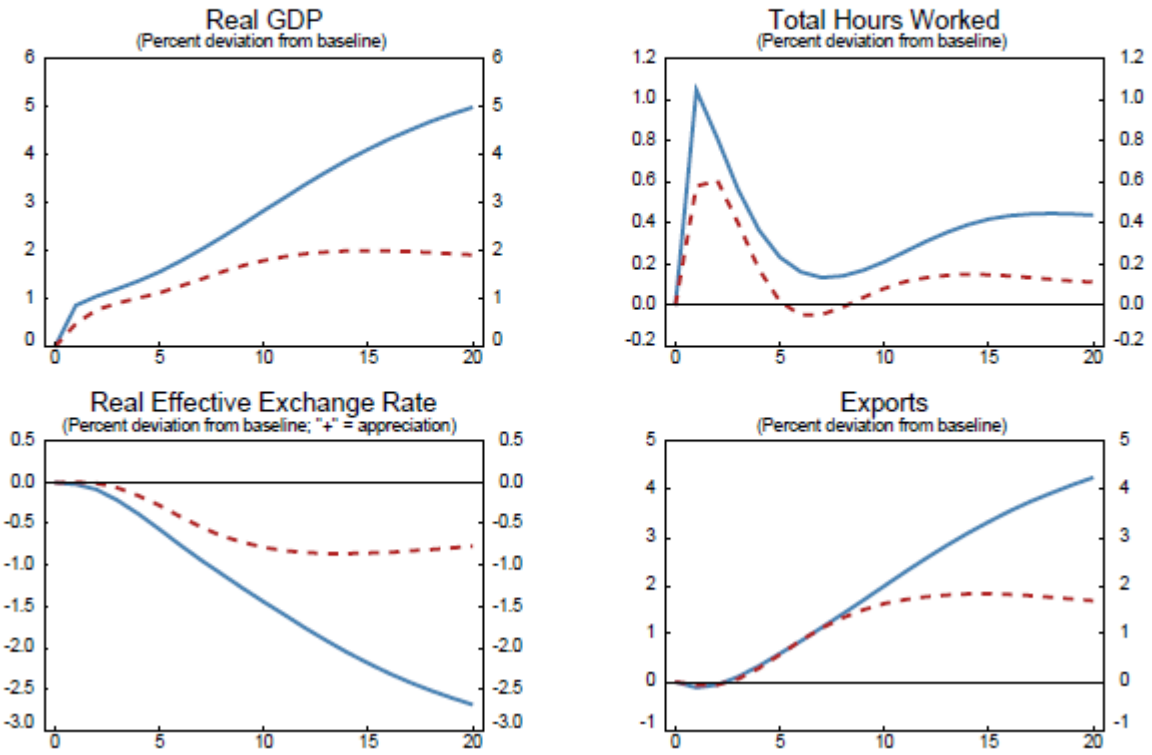 Real GDP
(Percent deviation from baseline)
6 6
5 5
4 4
3 3
2 2
1 1
0 0
0 5 10 15 20
Total Hours Worked
(Percent deviation from baseline)
1.2 1.2
1.0 1.0
0.8 0.8
0.6 0.6
0.4 0.4
0.2 0.2
0.0 0.0
-0.2 -0.2
0 5 10 15 20
Real Effective Exchange Rate
(Percent deviation from baseline; "+" = appreciation)
0.5 0.5
0.0 0.0
-0.5 -0.5
-1.0 -1.0
-1.5 -1.5
-2.0 -2.0
-2.5 -2.5
-3.0 -3.0
0 5 10 15 20
Exports
(Percent deviation from baseline)
5 5
4 4
3 3
2 2
1 1
0 0
-1 -1
0 5 10 15 20